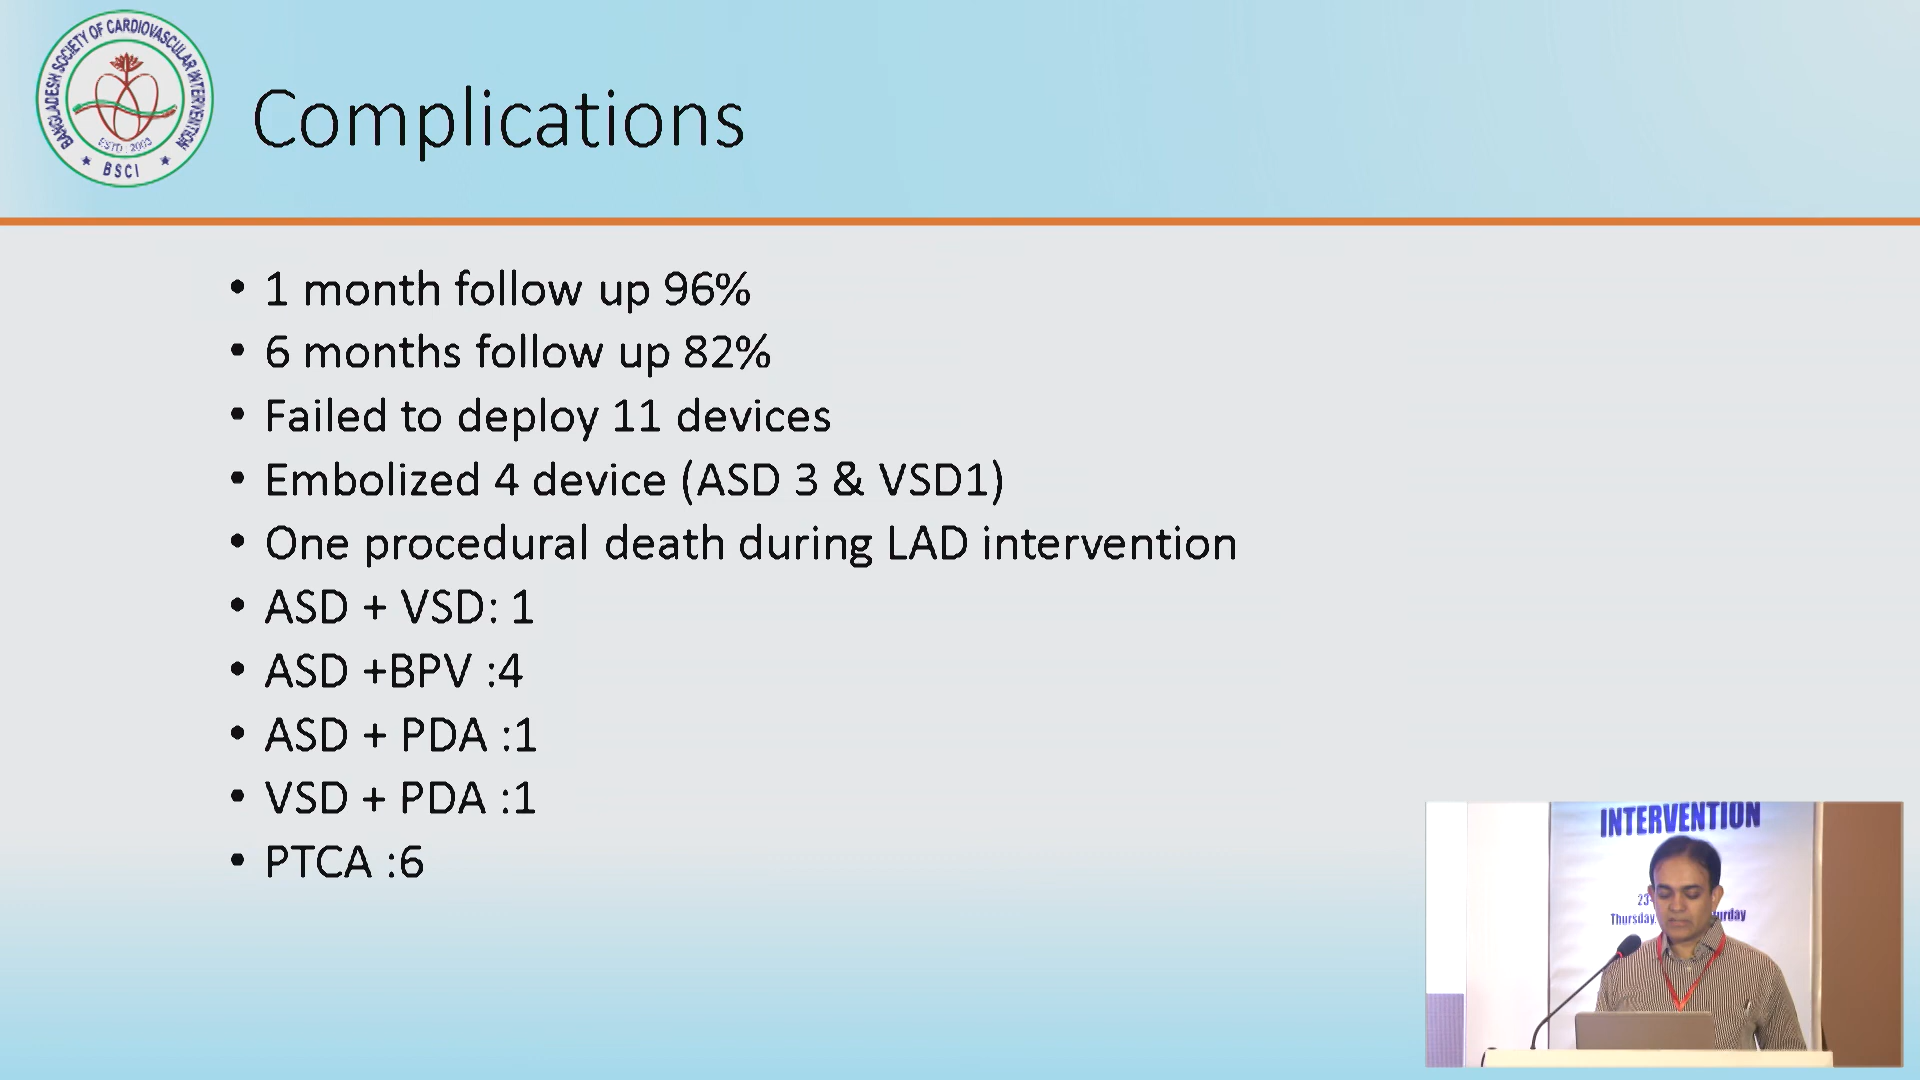 BANGLADESH SOCIETY OF CARDIOVASCULAR INTERVENTION
ESTD : 2003
BSCI
Complications
• 1 month follow up 96%
• 6 months follow up 82%
• Failed to deploy 11 devices
• Embolized 4 device (ASD 3 & VSD1)
• One procedural death during LAD intervention
• ASD + VSD: 1
• ASD +BPV :4
• ASD + PDA :1
• VSD + PDA :1
• PTCA :6
INTERVENTION
23
Thursday